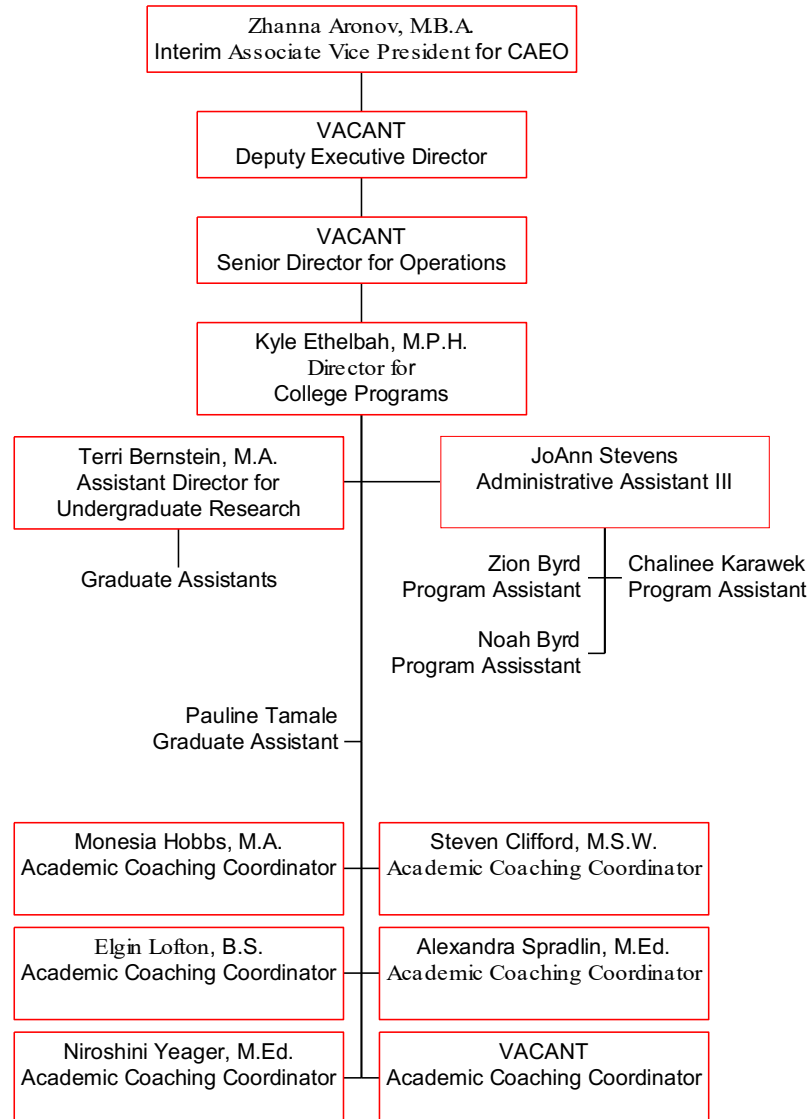 Zhanna Aronov, M.B.A.
Interim Associate Vice President for CAEO
VACANT
Deputy Executive Director
VACANT
Senior Director for Operations
Kyle Ethelbah, M.P.H.
Director for
College Programs
Terri Bernstein, M.A.
Assistant Director for
Undergraduate Research
JoAnn Stevens
Administrative Assistant III
Graduate Assistants
Zion Byrd
Program Assistant
Chalinee Karawek
Program Assistant
Noah Byrd
Program Assisstant
Pauline Tamale
Graduate Assistant
Monesia Hobbs, M.A.
Academic Coaching Coordinator
Steven Clifford, M.S.W.
Academic Coaching Coordinator
Elgin Lofton, B.S.
Academic Coaching Coordinator
Alexandra Spradlin, M.Ed.
Academic Coaching Coordinator
Niroshini Yeager, M.Ed.
Academic Coaching Coordinator
VACANT
Academic Coaching Coordinator